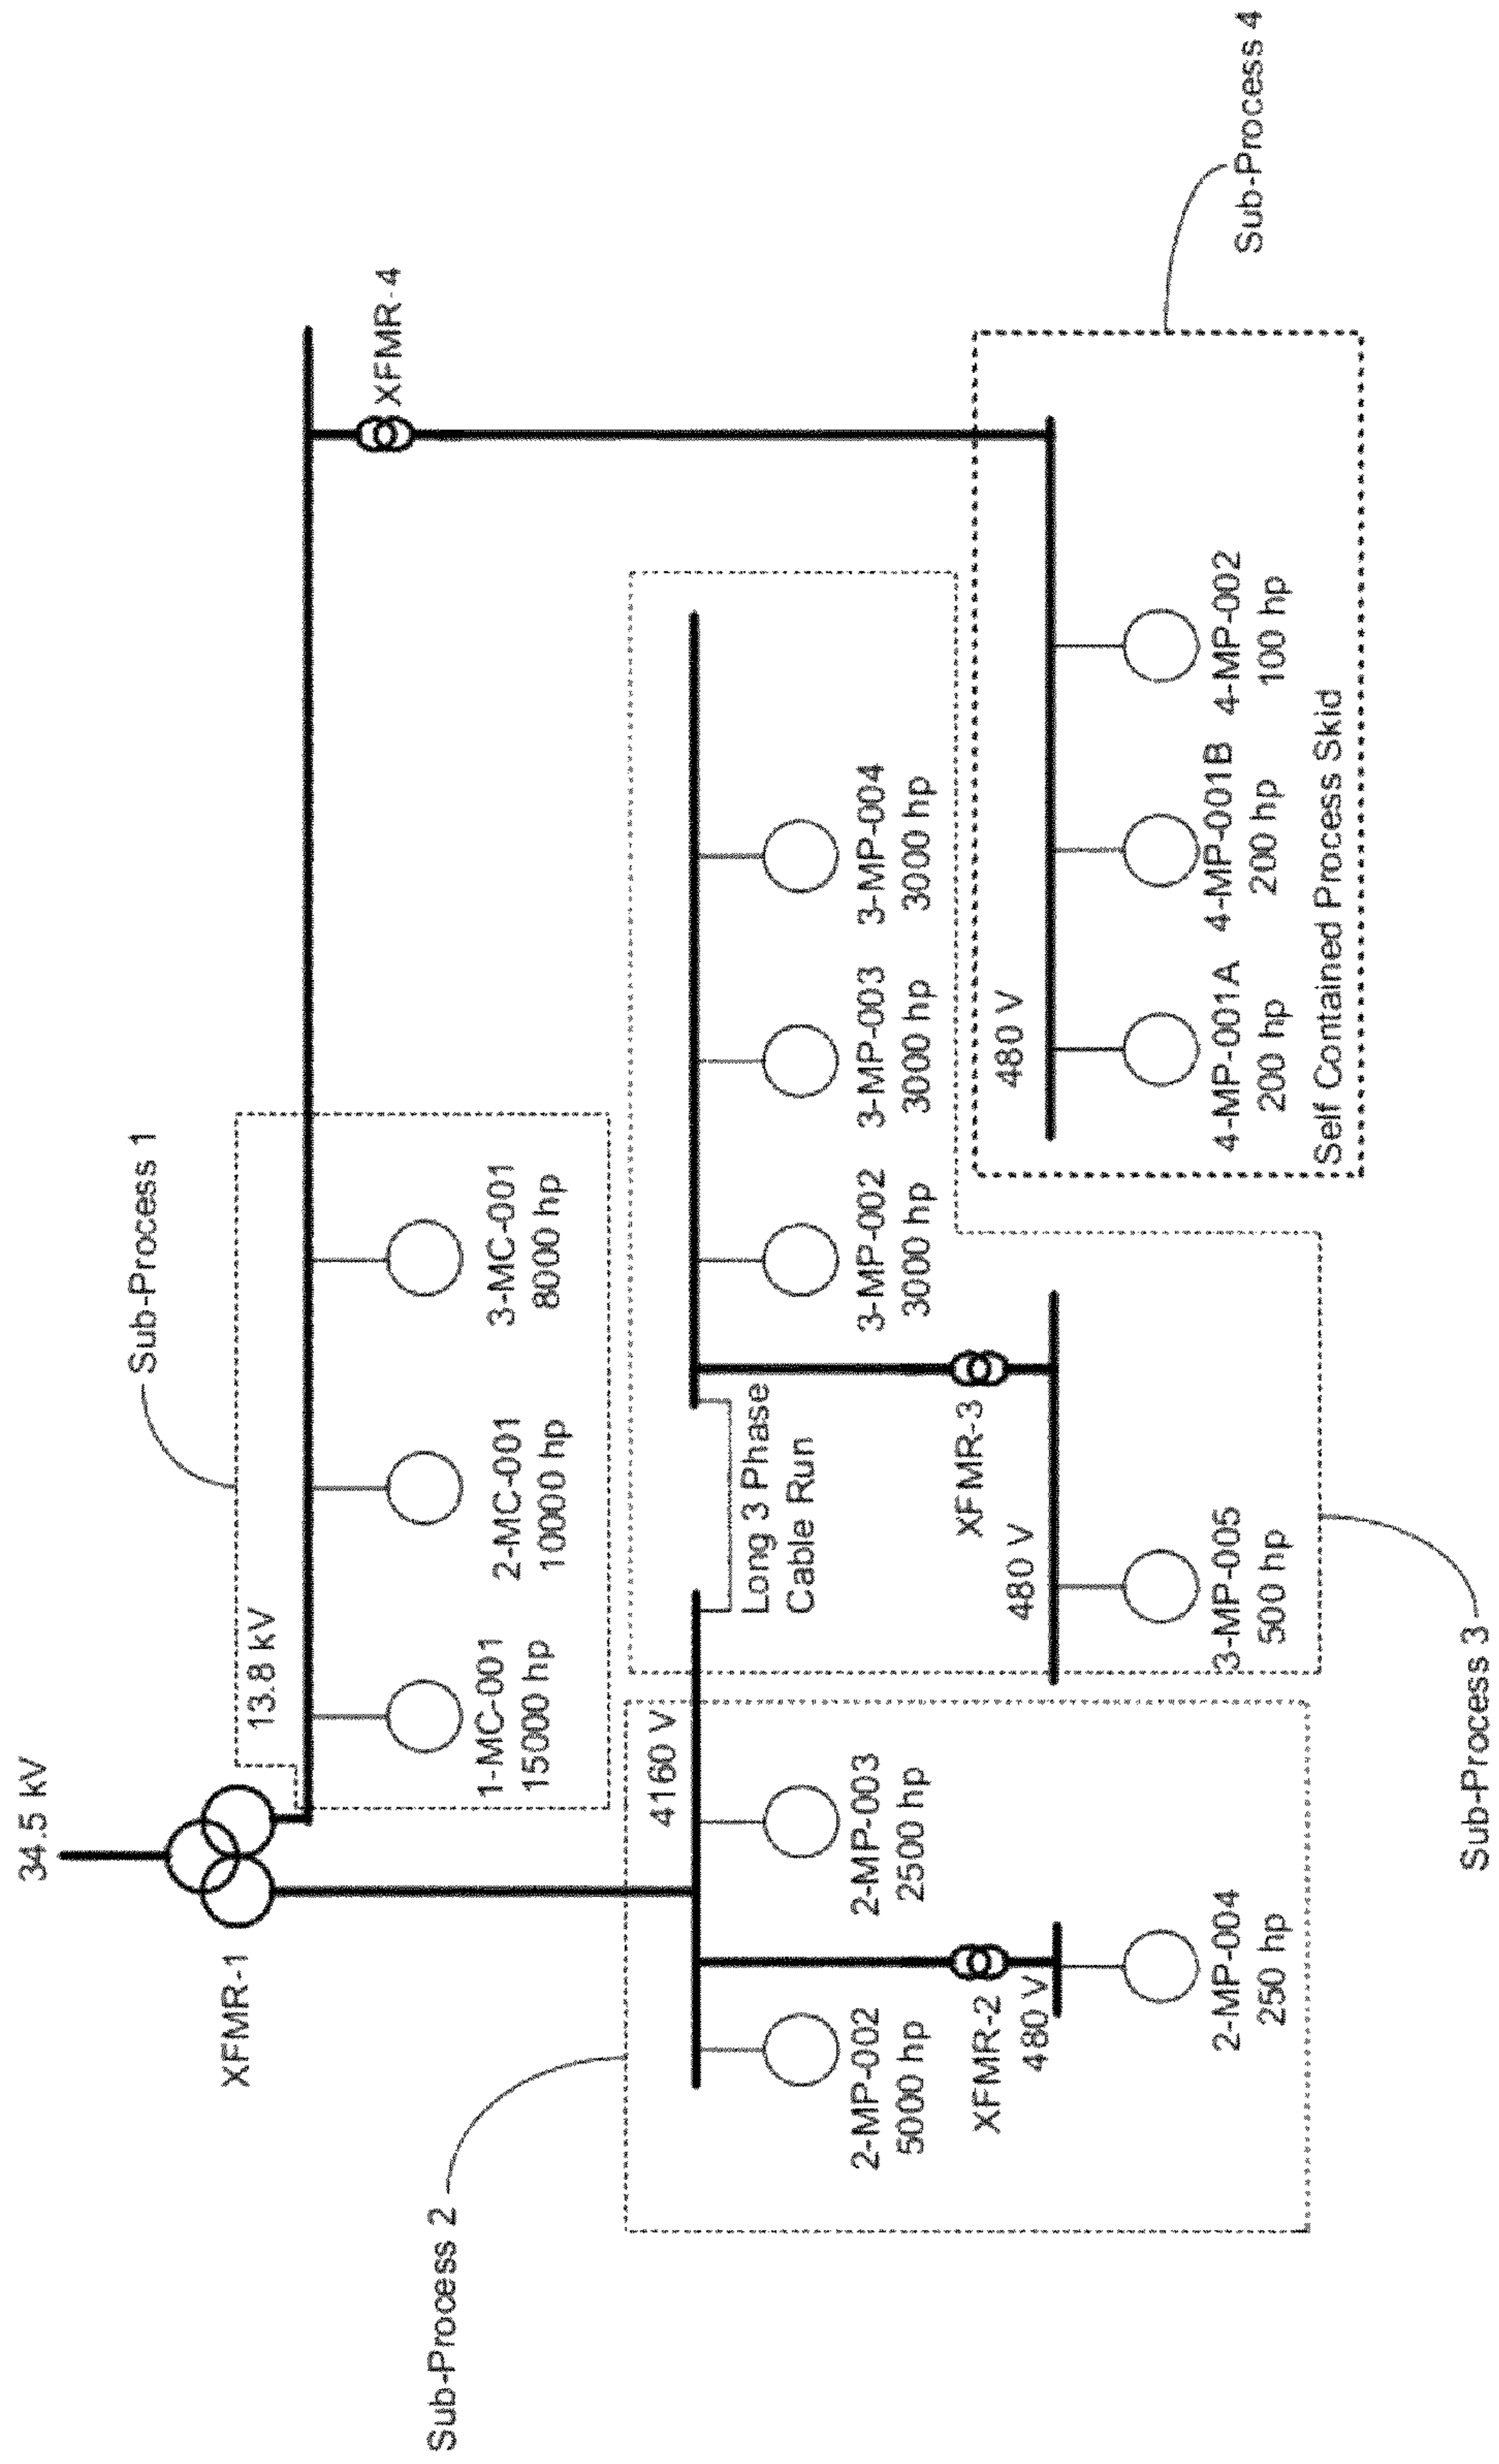 34.5 kV
XFMR-1
Sub-Process 1
13.8 kV
1-MC-001
15000 hp
2-MC-001
10000 hp
3-MC-001
8000 hp
XFMR-4
Sub-Process 2
4160 V
2-MP-002
5000 hp
2-MP-003
2500 hp
XFMR-2
480 V
2-MP-004
250 hp
Long 3 Phase
Cable Run
3-MP-002
3000 hp
3-MP-003
3000 hp
3-MP-004
3000 hp
XFMR-3
480 V
3-MP-005
500 hp
Sub-Process 3
480 V
4-MP-001A
200 hp
4-MP-001B
200 hp
4-MP-002
100 hp
Self Contained Process Skid
Sub-Process 4